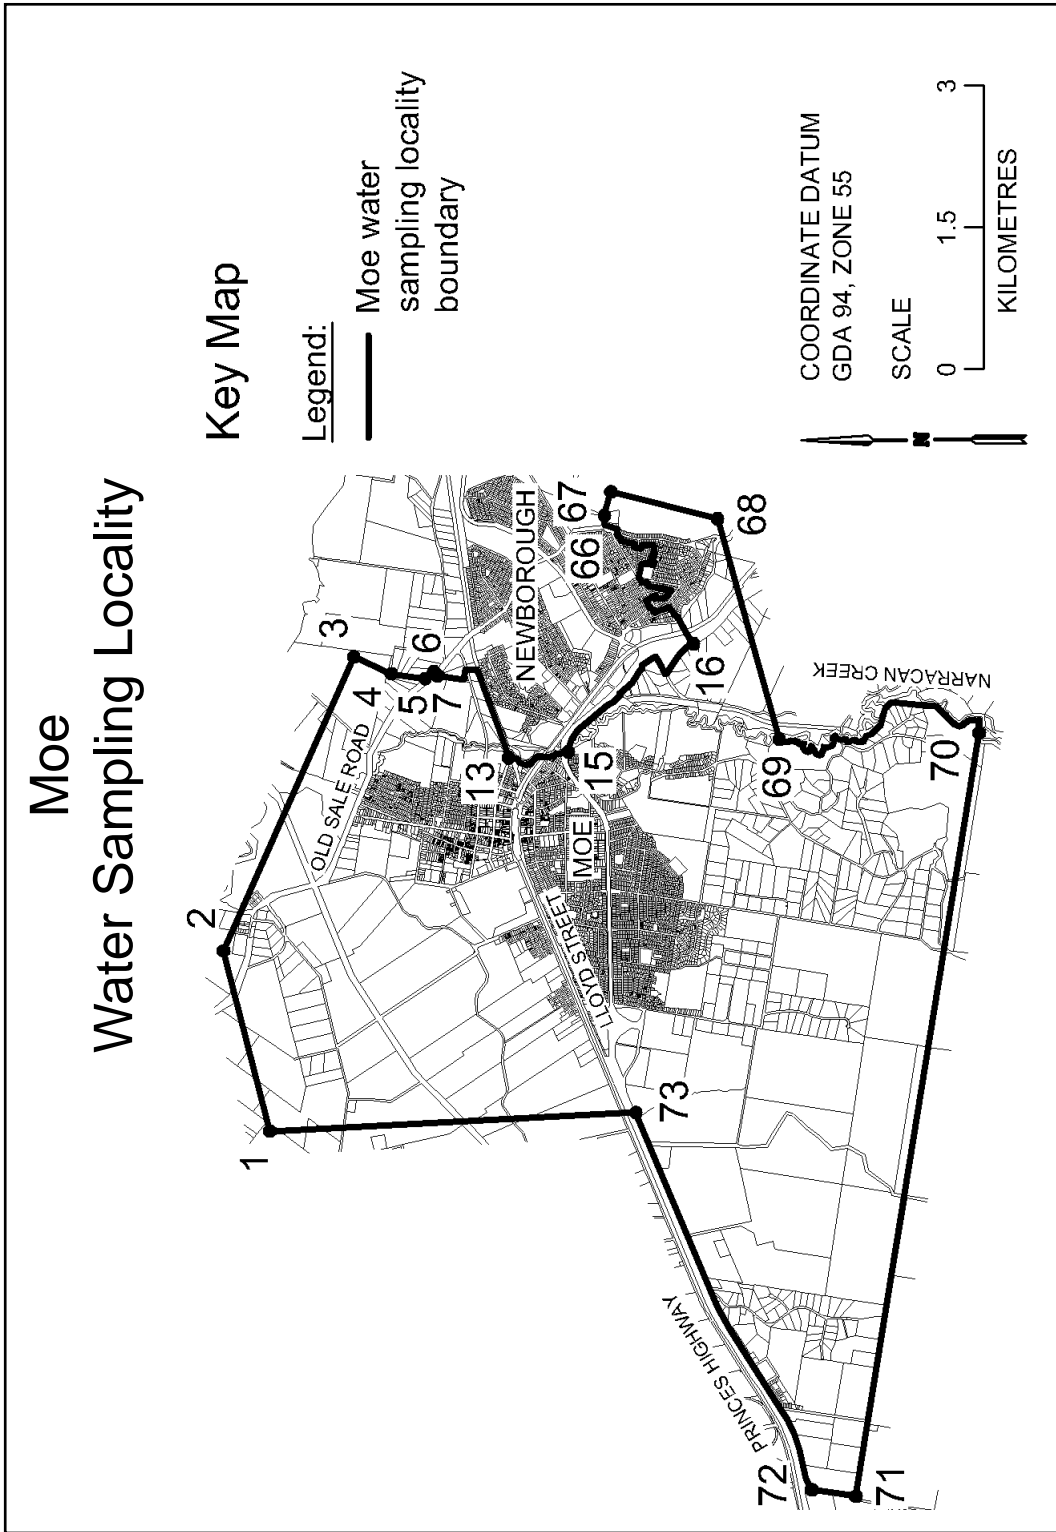 Moe
Water Sampling Locality
Key Map
Legend:
Moe water
sampling locality
boundary
1
2
3
4
5
6
7
OLD SALE ROAD
13
NEWBOROUGH
15
MOE
LLOYD STREET
66
67
16
68
69
NARRACAN CREEK
70
73
PRINCES HIGHWAY
72
71
N
COORDINATE DATUM
GDA 94, ZONE 55
SCALE
0 1.5 3
KILOMETRES